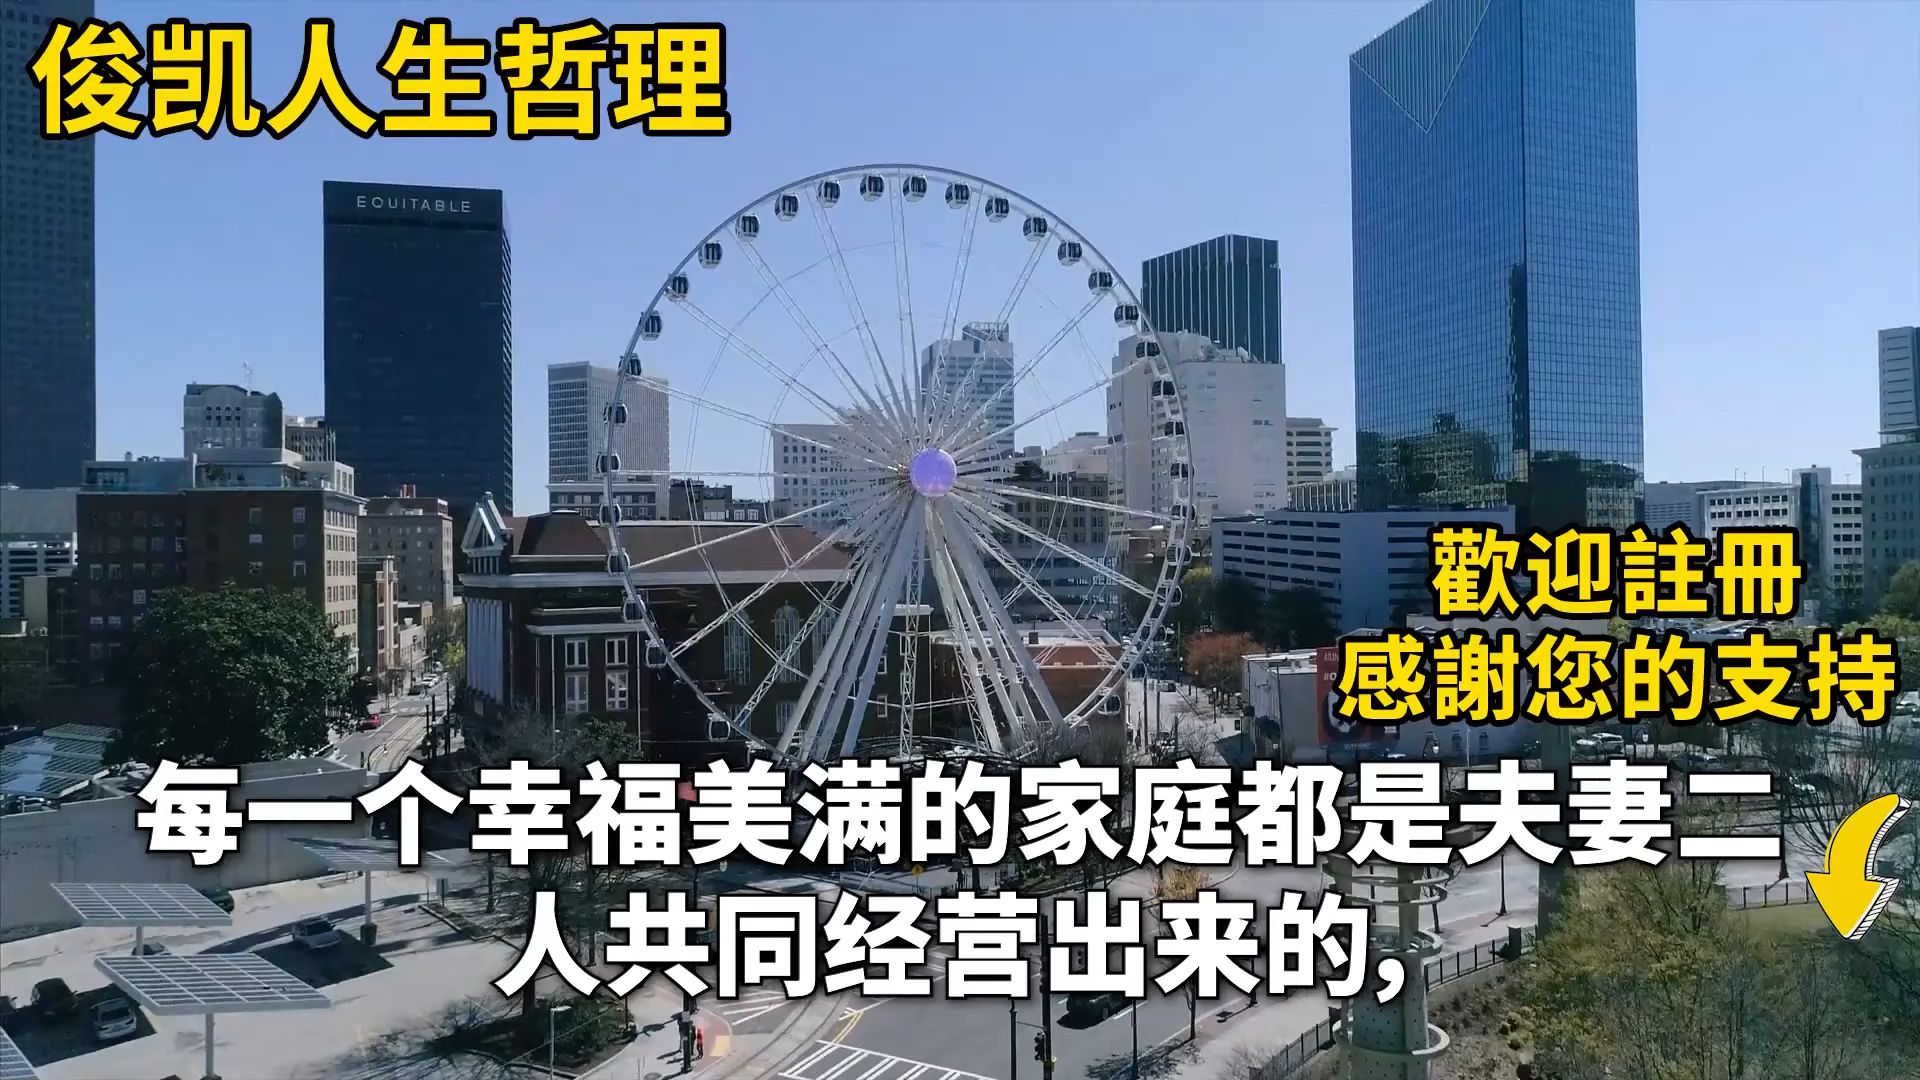 俊凯人生哲理
EQUITABLE
歡迎註冊
感謝您的支持
每一个幸福美满的家庭都是夫妻二
人共同经营出来的,